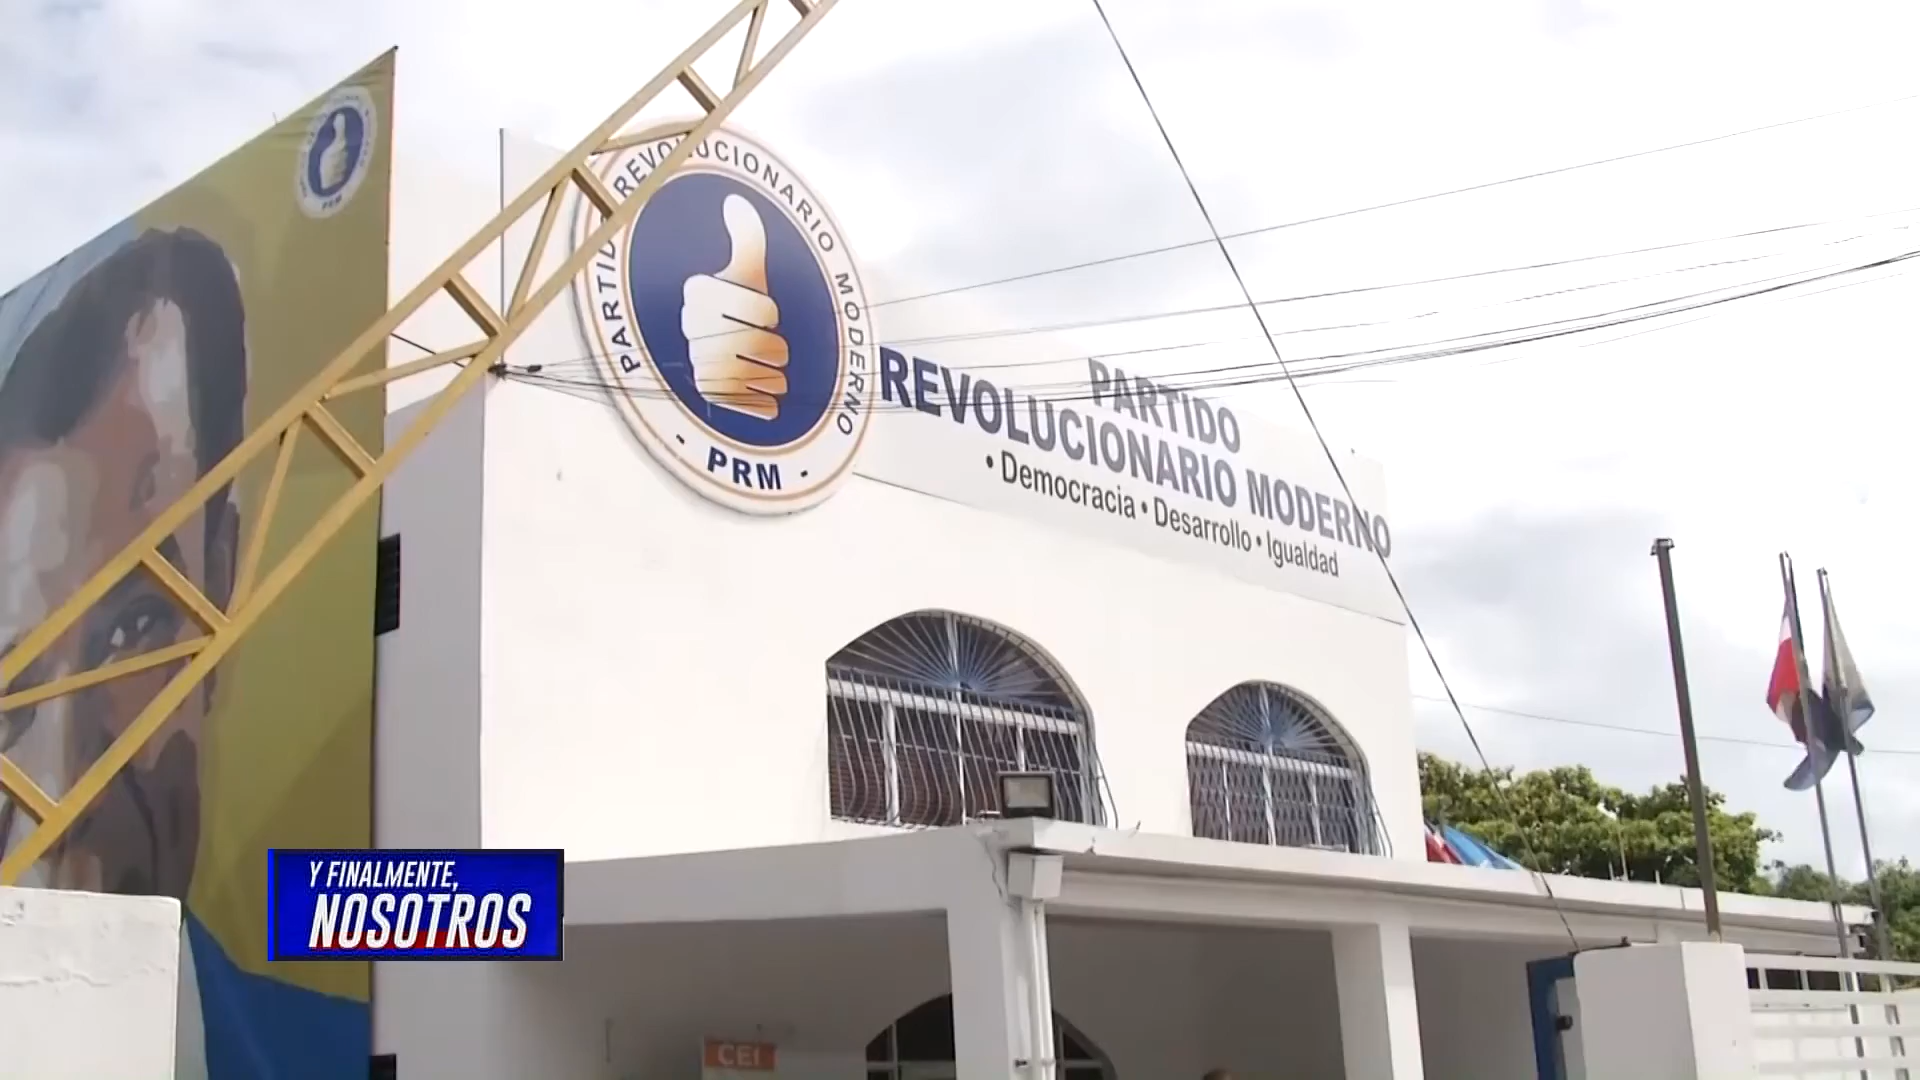 PRM
PARTIDO REVOLUCIONARIO MODERNO
- PRM -
PARTIDO
REVOLUCIONARIO MODERNO
• Democracia • Desarrollo • Igualdad
Y FINALMENTE,
NOSOTROS
CEI